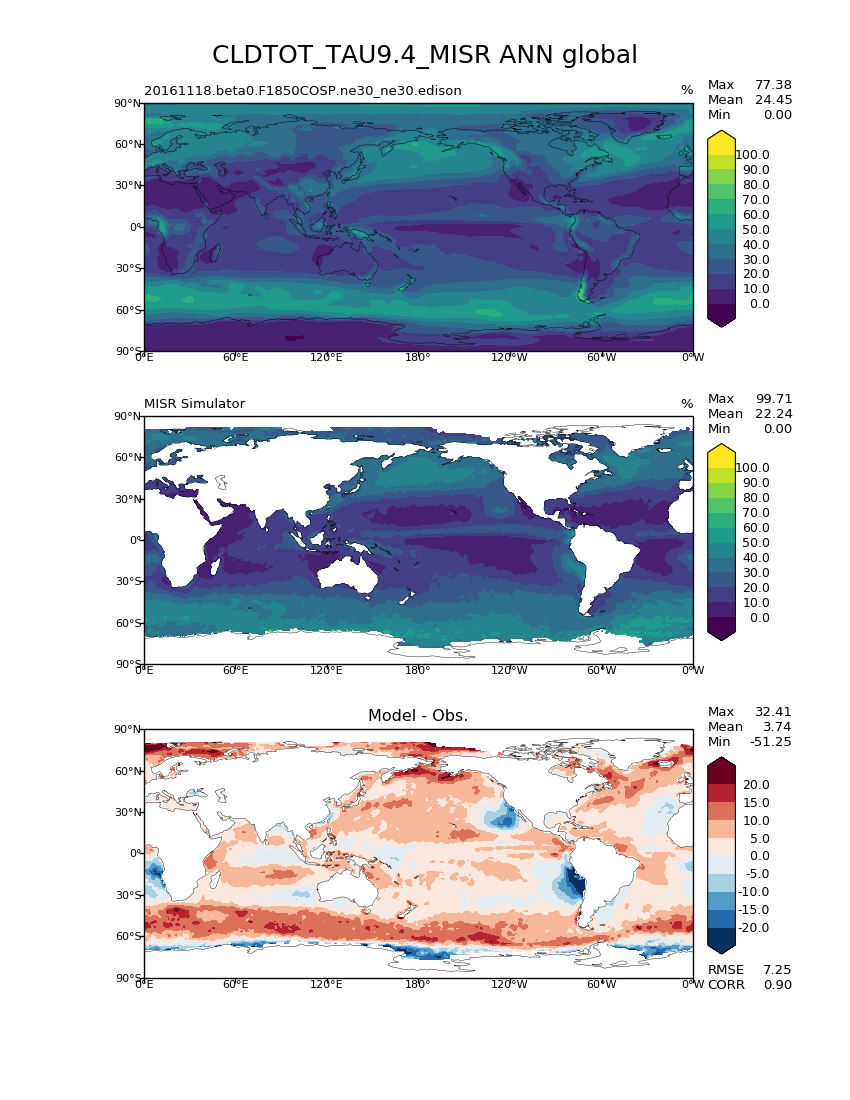 CLDTOT_TAU9.4_MISR ANN global
20161118.beta0.F1850COSP.ne30_ne30.edison %
Max 77.38
Mean 24.45
Min 0.00
90°N
60°N
30°N
0°
30°S
60°S
90°S
0°E 60°E 120°E 180° 120°W 60°W 0°W
100.0
90.0
80.0
70.0
60.0
50.0
40.0
30.0
20.0
10.0
0.0
MISR Simulator %
Max 99.71
Mean 22.24
Min 0.00
90°N
60°N
30°N
0°
30°S
60°S
90°S
0°E 60°E 120°E 180° 120°W 60°W 0°W
100.0
90.0
80.0
70.0
60.0
50.0
40.0
30.0
20.0
10.0
0.0
Model - Obs.
Max 32.41
Mean 3.74
Min -51.25
90°N
60°N
30°N
0°
30°S
60°S
90°S
0°E 60°E 120°E 180° 120°W 60°W 0°W
20.0
15.0
10.0
5.0
0.0
-5.0
-10.0
-15.0
-20.0
RMSE 7.25
CORR 0.90